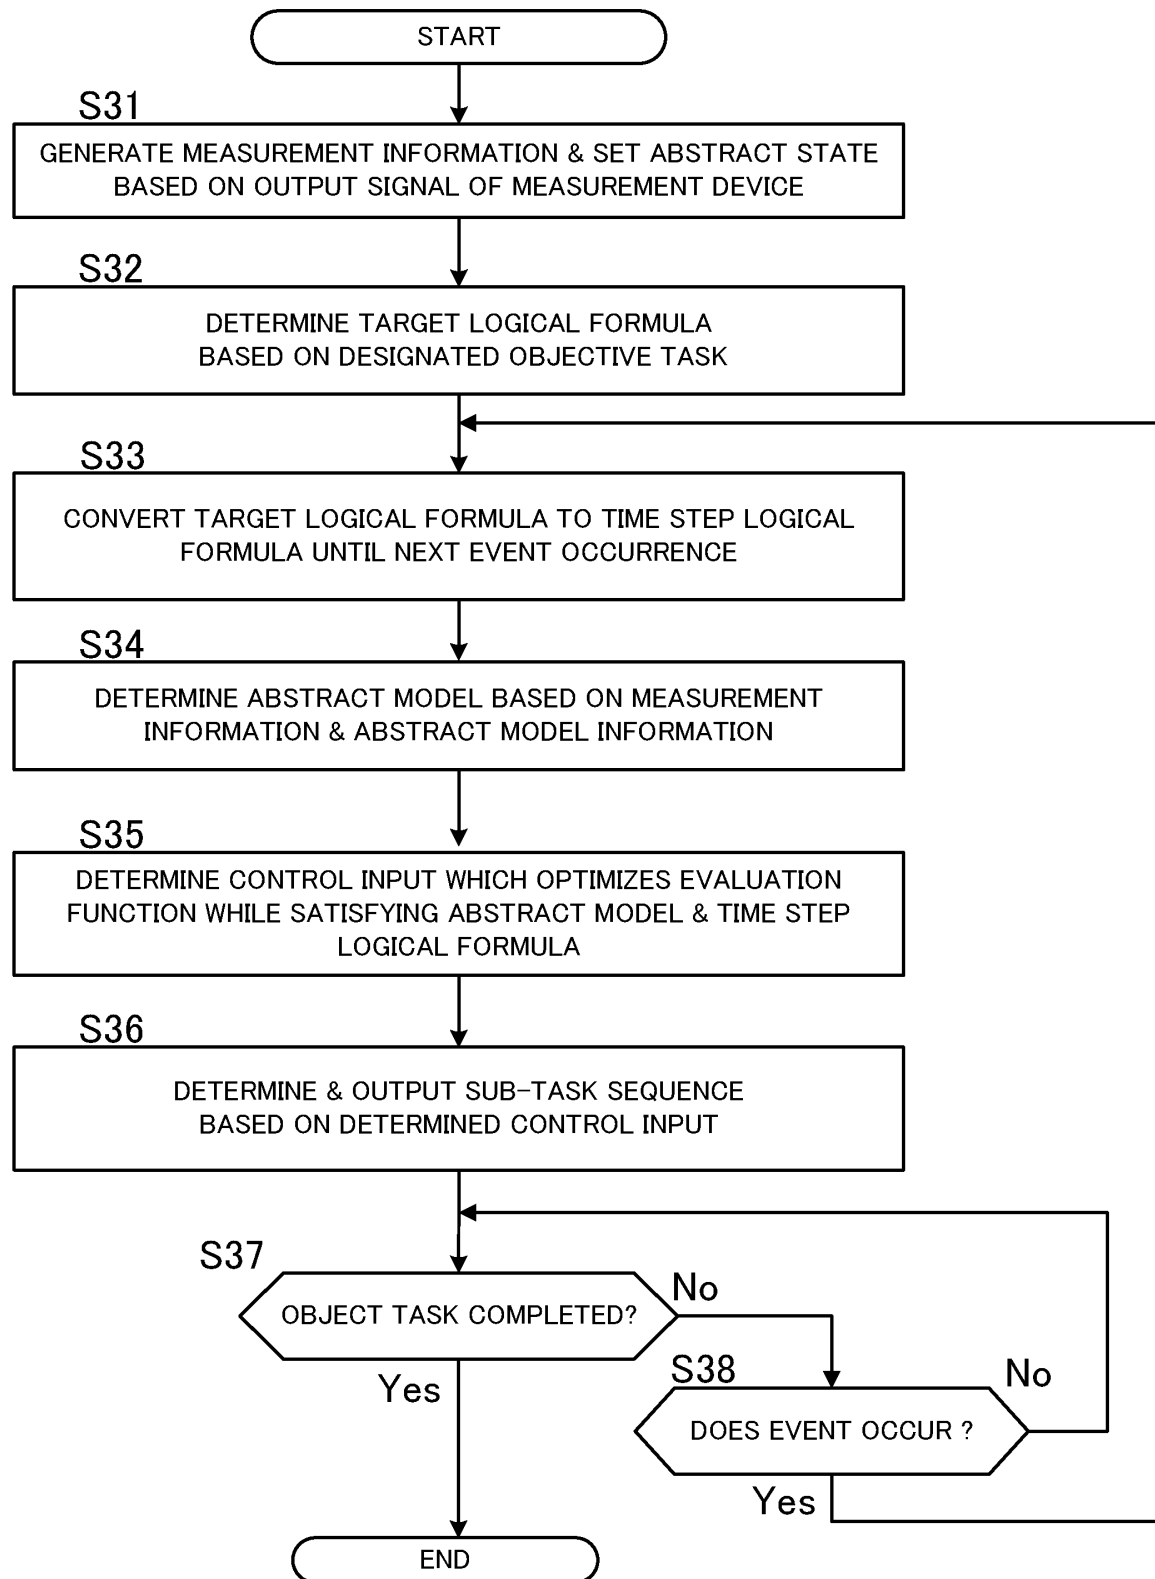 START
S31
GENERATE MEASUREMENT INFORMATION & SET ABSTRACT STATE
BASED ON OUTPUT SIGNAL OF MEASUREMENT DEVICE
S32
DETERMINE TARGET LOGICAL FORMULA
BASED ON DESIGNATED OBJECTIVE TASK
S33
CONVERT TARGET LOGICAL FORMULA TO TIME STEP LOGICAL
FORMULA UNTIL NEXT EVENT OCCURRENCE
S34
DETERMINE ABSTRACT MODEL BASED ON MEASUREMENT
INFORMATION & ABSTRACT MODEL INFORMATION
S35
DETERMINE CONTROL INPUT WHICH OPTIMIZES EVALUATION
FUNCTION WHILE SATISFYING ABSTRACT MODEL & TIME STEP
LOGICAL FORMULA
S36
DETERMINE & OUTPUT SUB-TASK SEQUENCE
BASED ON DETERMINED CONTROL INPUT
S37
OBJECT TASK COMPLETED?
No
Yes
S38
DOES EVENT OCCUR ?
No
Yes
END